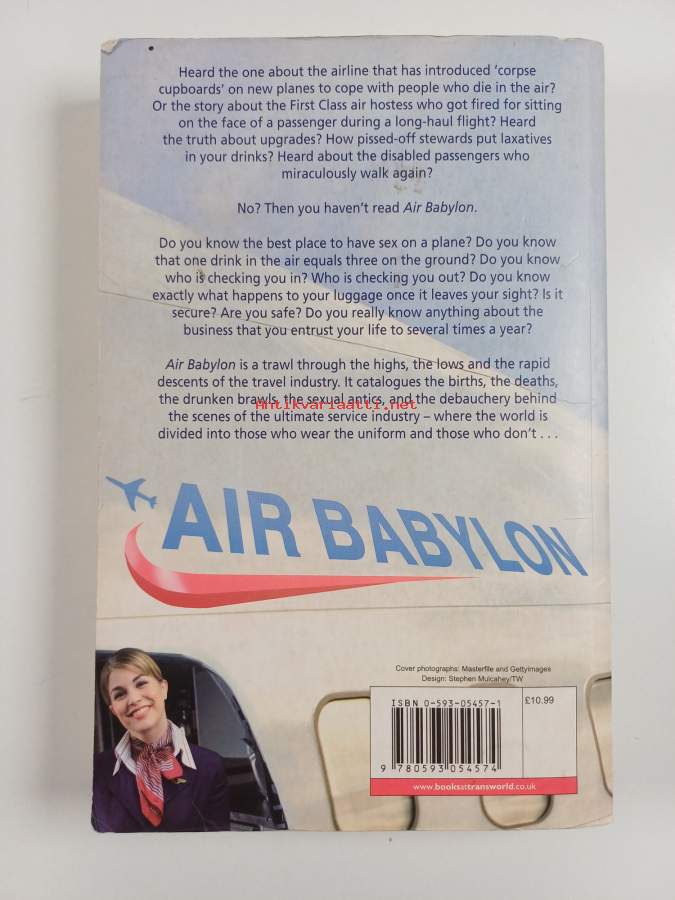 Heard the one about the airline that has introduced ‘corpse
cupboards’ on new planes to cope with people who die in the air?
Or the story about the First Class air hostess who got fired for sitting
on the face of a passenger during a long-haul flight? Heard
the truth about upgrades? How pissed-off stewards put laxatives
in your drinks? Heard about the disabled passengers who
miraculously walk again?
No? Then you haven’t read Air Babylon.
Do you know the best place to have sex on a plane? Do you know
that one drink in the air equals three on the ground? Do you know
who is checking you in? Who is checking you out? Do you know
exactly what happens to your luggage once it leaves your sight? Is it
secure? Are you safe? Do you really know anything about the
business that you entrust your life to several times a year?
Air Babylon is a trawl through the highs, the lows and the rapid
descents of the travel industry. It catalogues the births, the deaths,
the drunken brawls, the sexual antics, and the debauchery behind
Antikvariaatti.net
the scenes of the ultimate service industry – where the world is
divided into those who wear the uniform and those who don’t . . .
AIR BABYLON
Cover photographs: Masterfile and Gettyimages
Design: Stephen Mulcahey/TW
ISBN 0-593-05457-1
£10.99
9 780593 054574
www.booksattransworld.co.uk